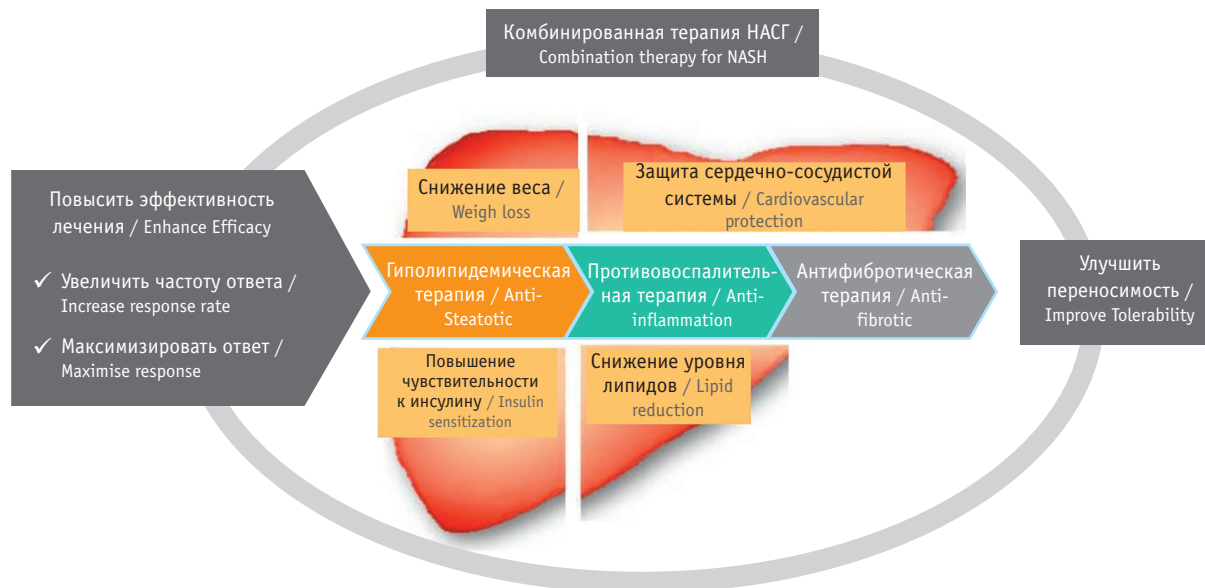 Комбинированная терапия НАСГ /
Combination therapy for NASH
Повысить эффективность
лечения / Enhance Efficacy
✓ Увеличить частоту ответа /
Increase response rate
✓ Максимизировать ответ /
Maximise response
Снижение веса /
Weigh loss
Защита сердечно-сосудистой
системы / Cardiovascular
protection
Гиполипидемическая
терапия / Anti-
Steatotic
Противовоспалитель-
ная терапия / Anti-
inflammation
Антифибротическая
терапия / Anti-
fibrotic
Повышение
чувствительности
к инсулину / Insulin
sensitization
Снижение уровня
липидов / Lipid
reduction
Улучшить
переносимость /
Improve Tolerability